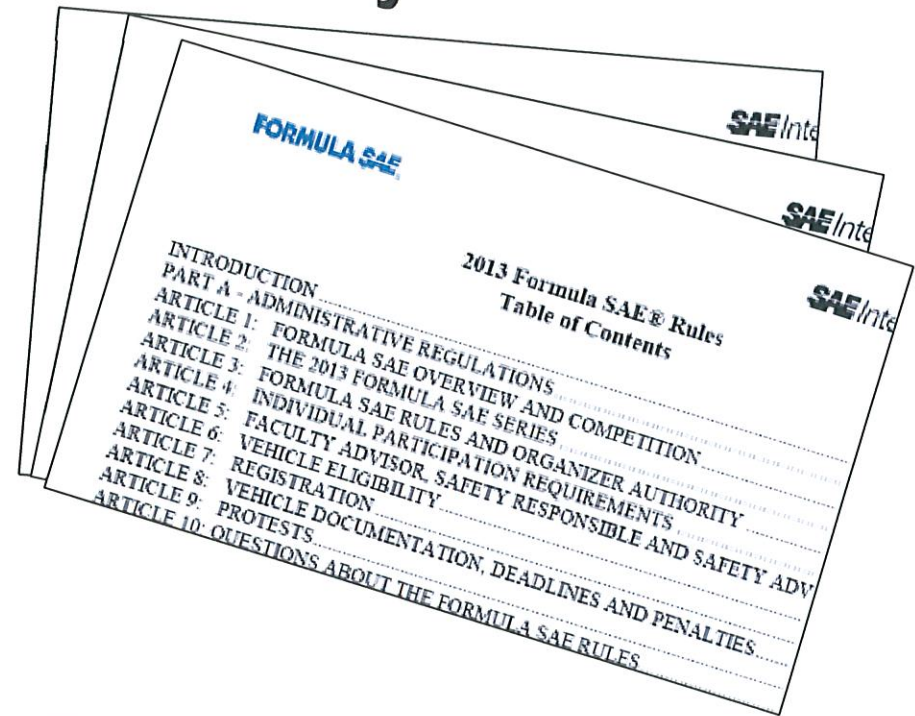 SAE Inte
SAE Inte
FORMULA SAE
SAE Inte
2013 Formula SAE® Rules
Table of Contents
INTRODUCTION
PART A - ADMINISTRATIVE REGULATIONS
ARTICLE 1: FORMULA SAE OVERVIEW AND COMPETITION
ARTICLE 2: THE 2013 FORMULA SAE SERIES
ARTICLE 3: FORMULA SAE RULES AND ORGANIZER AUTHORITY
ARTICLE 4: INDIVIDUAL PARTICIPATION REQUIREMENTS
ARTICLE 5: FACULTY ADVISOR, SAFETY RESPONSIBLE AND SAFETY ADV
ARTICLE 6: VEHICLE ELIGIBILITY
ARTICLE 7: REGISTRATION
ARTICLE 8: VEHICLE DOCUMENTATION, DEADLINES AND PENALTIES
ARTICLE 9: PROTESTS
ARTICLE 10: QUESTIONS ABOUT THE FORMULA SAE RULES